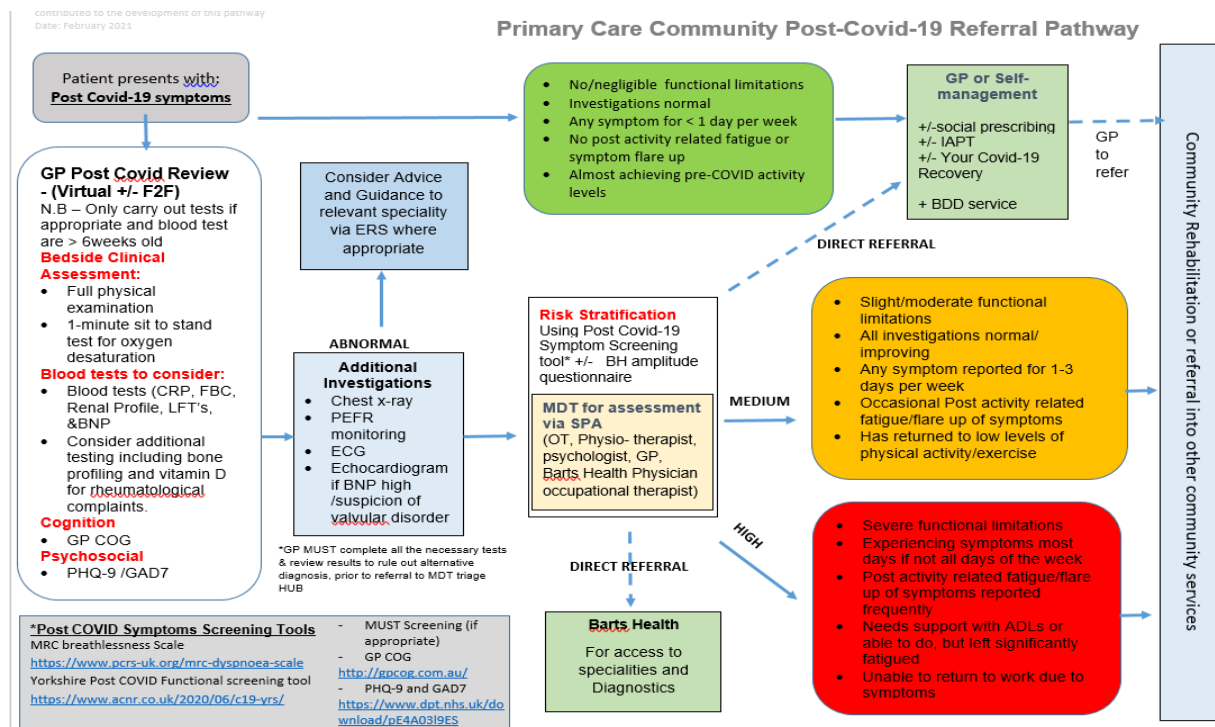 contributed to the development of this pathway
Date: February 2021
Primary Care Community Post-Covid-19 Referral Pathway
Patient presents with:
Post Covid-19 symptoms
GP Post Covid Review
- (Virtual +/- F2F)
N.B – Only carry out tests if
appropriate and blood test
are > 6weeks old
Bedside Clinical
Assessment:
• Full physical
examination
• 1-minute sit to stand
test for oxygen
desaturation
Blood tests to consider:
• Blood tests (CRP, FBC,
Renal Profile, LFT's,
&BNP
• Consider additional
testing including bone
profiling and vitamin D
for rheumatological
complaints.
Cognition
• GP COG
Psychosocial
• PHQ-9 /GAD7
Consider Advice
and Guidance to
relevant speciality
via ERS where
appropriate
ABNORMAL
Additional
Investigations
• Chest x-ray
• PEFR
monitoring
• ECG
• Echocardiogram
if BNP high
/suspicion of
valvular disorder
*GP MUST complete all the necessary tests
& review results to rule out alternative
diagnosis, prior to referral to MDT triage
HUB
• No/negligible functional limitations
• Investigations normal
• Any symptom for < 1 day per week
• No post activity related fatigue or
symptom flare up
• Almost achieving pre-COVID activity
levels
GP or Self-
management
+/-social prescribing
+/- IAPT
+/- Your Covid-19
Recovery
+ BDD service
GP
to
refer
DIRECT REFERRAL
Risk Stratification
Using Post Covid-19
Symptom Screening
tool* +/- BH amplitude
questionnaire
MDT for assessment
via SPA
(OT, Physio- therapist,
psychologist, GP,
Barts Health Physician
occupational therapist)
MEDIUM
• Slight/moderate functional
limitations
• All investigations normal/
improving
• Any symptom reported for 1-3
days per week
• Occasional Post activity related
fatigue/flare up of symptoms
• Has returned to low levels of
physical activity/exercise
HIGH
• Severe functional limitations
• Experiencing symptoms most
days if not all days of the week
• Post activity related fatigue/flare
up of symptoms reported
frequently
• Needs support with ADLs or
able to do, but left significantly
fatigued
• Unable to return to work due to
symptoms
DIRECT REFERRAL
Barts Health
For access to
specialities and
Diagnostics
Community Rehabilitation or referral into other community services
*Post COVID Symptoms Screening Tools
MRC breathlessness Scale
https://www.pcrs-uk.org/mrc-dyspnoea-scale
Yorkshire Post COVID Functional screening tool
https://www.acnr.co.uk/2020/06/c19-yrs/
- MUST Screening (if
appropriate)
- GP COG
http://gpcog.com.au/
- PHQ-9 and GAD7
https://www.dpt.nhs.uk/do
wnload/pE4A03l9ES